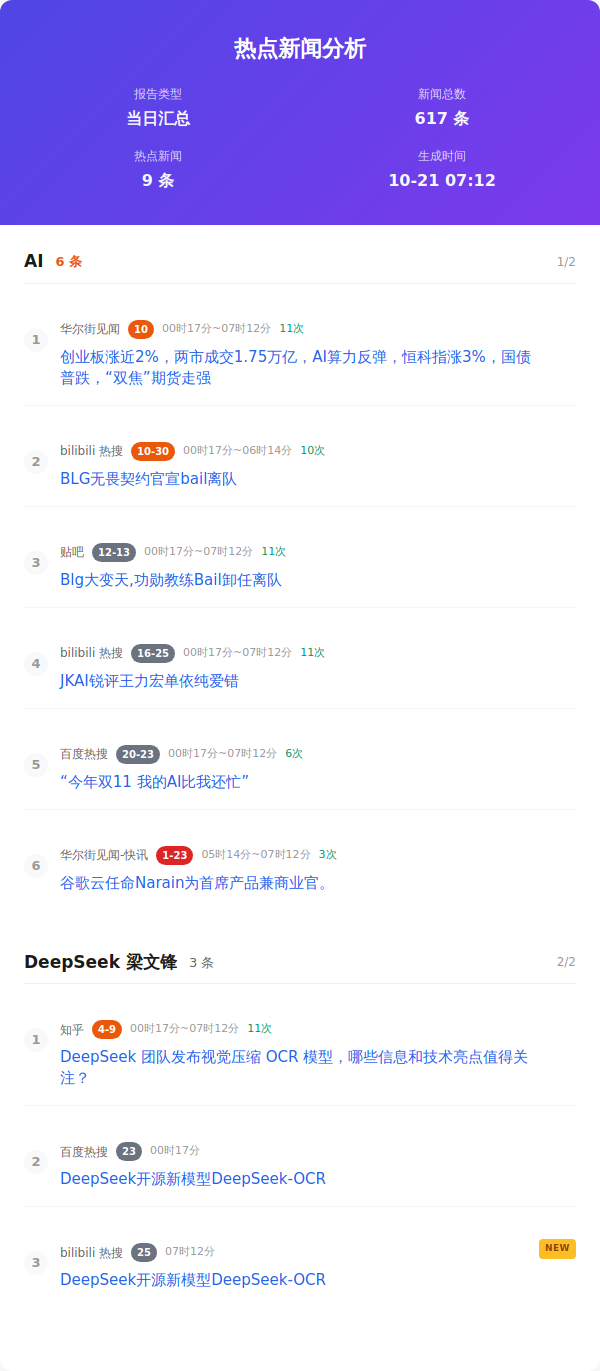 热点新闻分析
报告类型
新闻总数
当日汇总
617 条
热点新闻
生成时间
9 条
10-21 07:12
AI 6 条 1/2
1 华尔街见闻 10 00时17分~07时12分 11次
创业板涨近2%，两市成交1.75万亿，AI算力反弹，恒科指涨3%，国债
普跌，“双焦”期货走强
2 bilibili 热搜 10-30 00时17分~06时14分 10次
BLG无畏契约官宣bail离队
3 贴吧 12-13 00时17分~07时12分 11次
Blg大变天,功勋教练Bail卸任离队
4 bilibili 热搜 16-25 00时17分~07时12分 11次
JKAI锐评王力宏单依纯爱错
5 百度热搜 20-23 00时17分~07时12分 6次
“今年双11 我的AI比我还忙”
6 华尔街见闻-快讯 1-23 05时14分~07时12分 3次
谷歌云任命Narain为首席产品兼商业官。
DeepSeek 梁文锋 3 条 2/2
1 知乎 4-9 00时17分~07时12分 11次
DeepSeek 团队发布视觉压缩 OCR 模型，哪些信息和技术亮点值得关
注？
2 百度热搜 23 00时17分
DeepSeek开源新模型DeepSeek-OCR
3 bilibili 热搜 25 07时12分 NEW
DeepSeek开源新模型DeepSeek-OCR